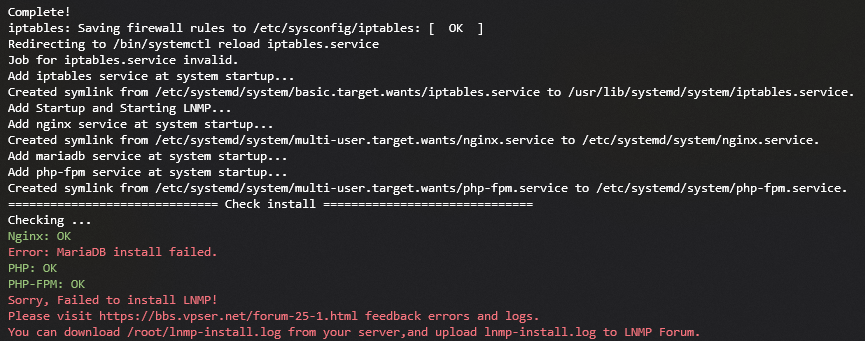 Complete!
iptables: Saving firewall rules to /etc/sysconfig/iptables: [  OK  ]
Redirecting to /bin/systemctl reload iptables.service
Job for iptables.service invalid.
Add iptables service at system startup...
Created symlink from /etc/systemd/system/basic.target.wants/iptables.service to /usr/lib/systemd/system/iptables.service.
Add Startup and Starting LNMP...
Add nginx service at system startup...
Created symlink from /etc/systemd/system/multi-user.target.wants/nginx.service to /etc/systemd/system/nginx.service.
Add mariadb service at system startup...
Add php-fpm service at system startup...
Created symlink from /etc/systemd/system/multi-user.target.wants/php-fpm.service to /etc/systemd/system/php-fpm.service.
============================== Check install ==============================
Checking ...
Nginx: OK
Error: MariaDB install failed.
PHP: OK
PHP-FPM: OK
Sorry, Failed to install LNMP!
Please visit https://bbs.vpser.net/forum-25-1.html feedback errors and logs.
You can download /root/lnmp-install.log from your server,and upload lnmp-install.log to LNMP Forum.